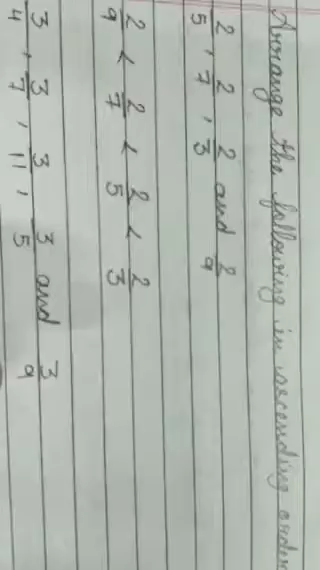 Arrange the following in ascending order
2/5, 2/7, 2/3 and 2/9
2/9 < 2/7 < 2/5 < 2/3
3/4, 3/7, 3/11, 3/5 and 3/9